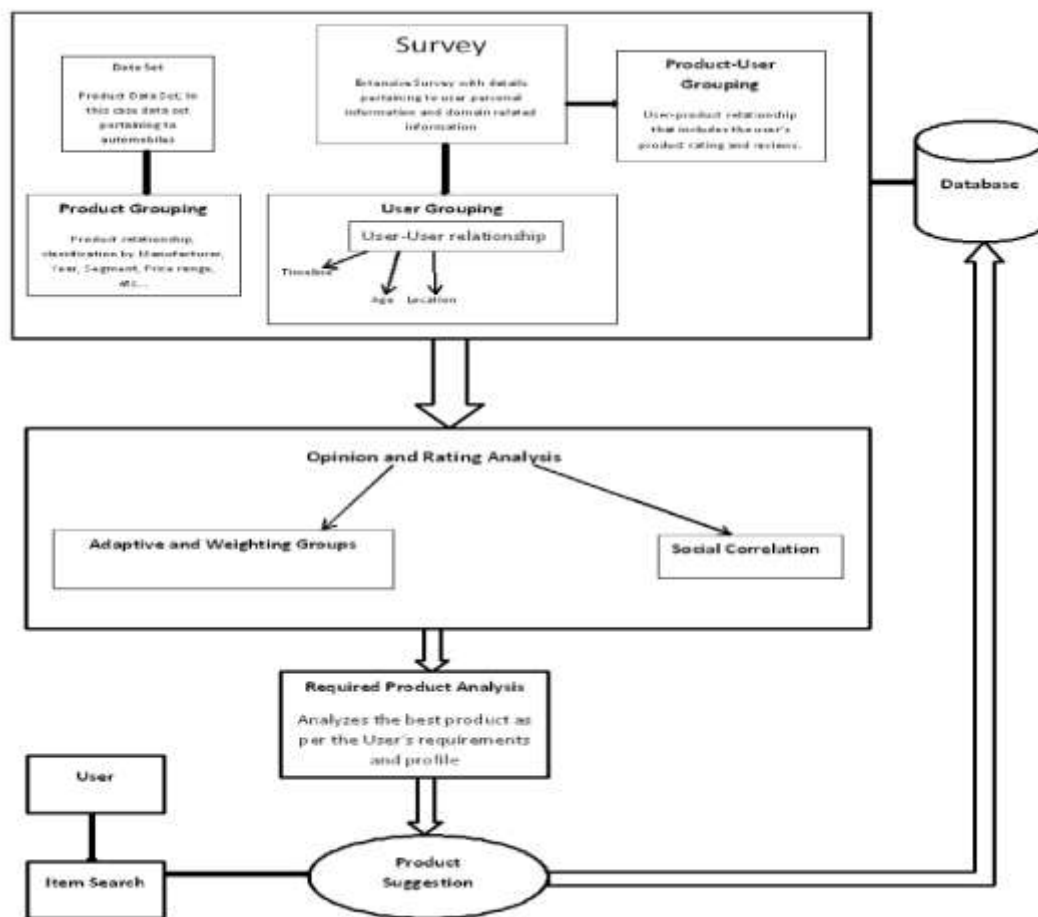 Data Set
Product Data Set; In
this case data set
pertaining to
automobiles
Survey
Extensive Survey with details
pertaining to user personal
information and domain related
information
Product-User
Grouping
User-product relationship
that includes the user's
product rating and reviews.
Database
Product Grouping
Product relationship,
classification by Manufacturer,
Year, Segment, Price range,
etc...
User Grouping
User-User relationship
Timeline
Age
Location
Opinion and Rating Analysis
Adaptive and Weighting Groups
Social Correlation
Required Product Analysis
Analyzes the best product as
per the User's requirements
and profile
User
Item Search
Product
Suggestion